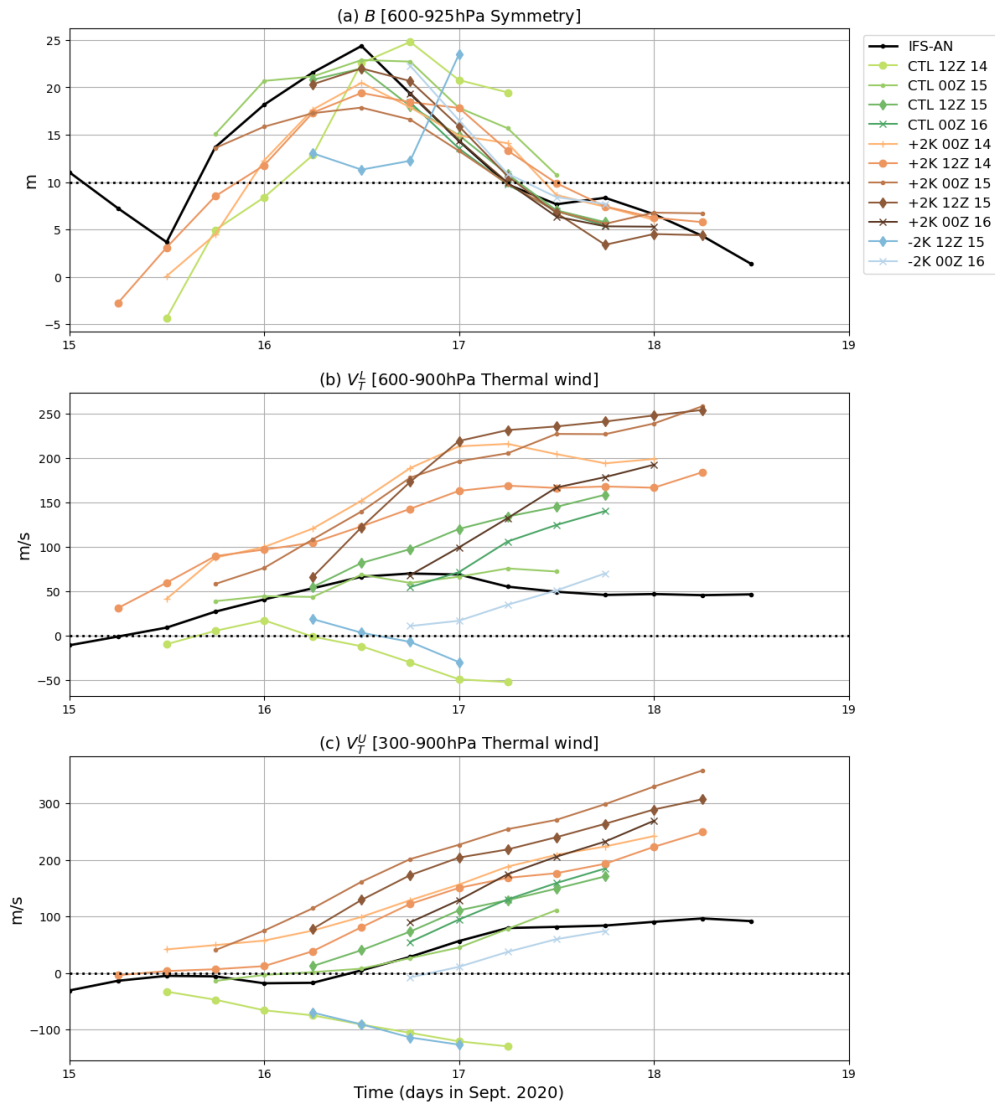 (a) B [600-925hPa Symmetry]
25
20
15
10
5
0
−5
m
15 16 17 18 19
IFS-AN
CTL 12Z 14
CTL 00Z 15
CTL 12Z 15
CTL 00Z 16
+2K 00Z 14
+2K 12Z 14
+2K 00Z 15
+2K 12Z 15
+2K 00Z 16
-2K 12Z 15
-2K 00Z 16
(b) V_T^L [600-900hPa Thermal wind]
250
200
150
100
50
0
−50
m/s
15 16 17 18 19
(c) V_T^U [300-900hPa Thermal wind]
300
200
100
0
−100
m/s
15 16 17 18 19
Time (days in Sept. 2020)